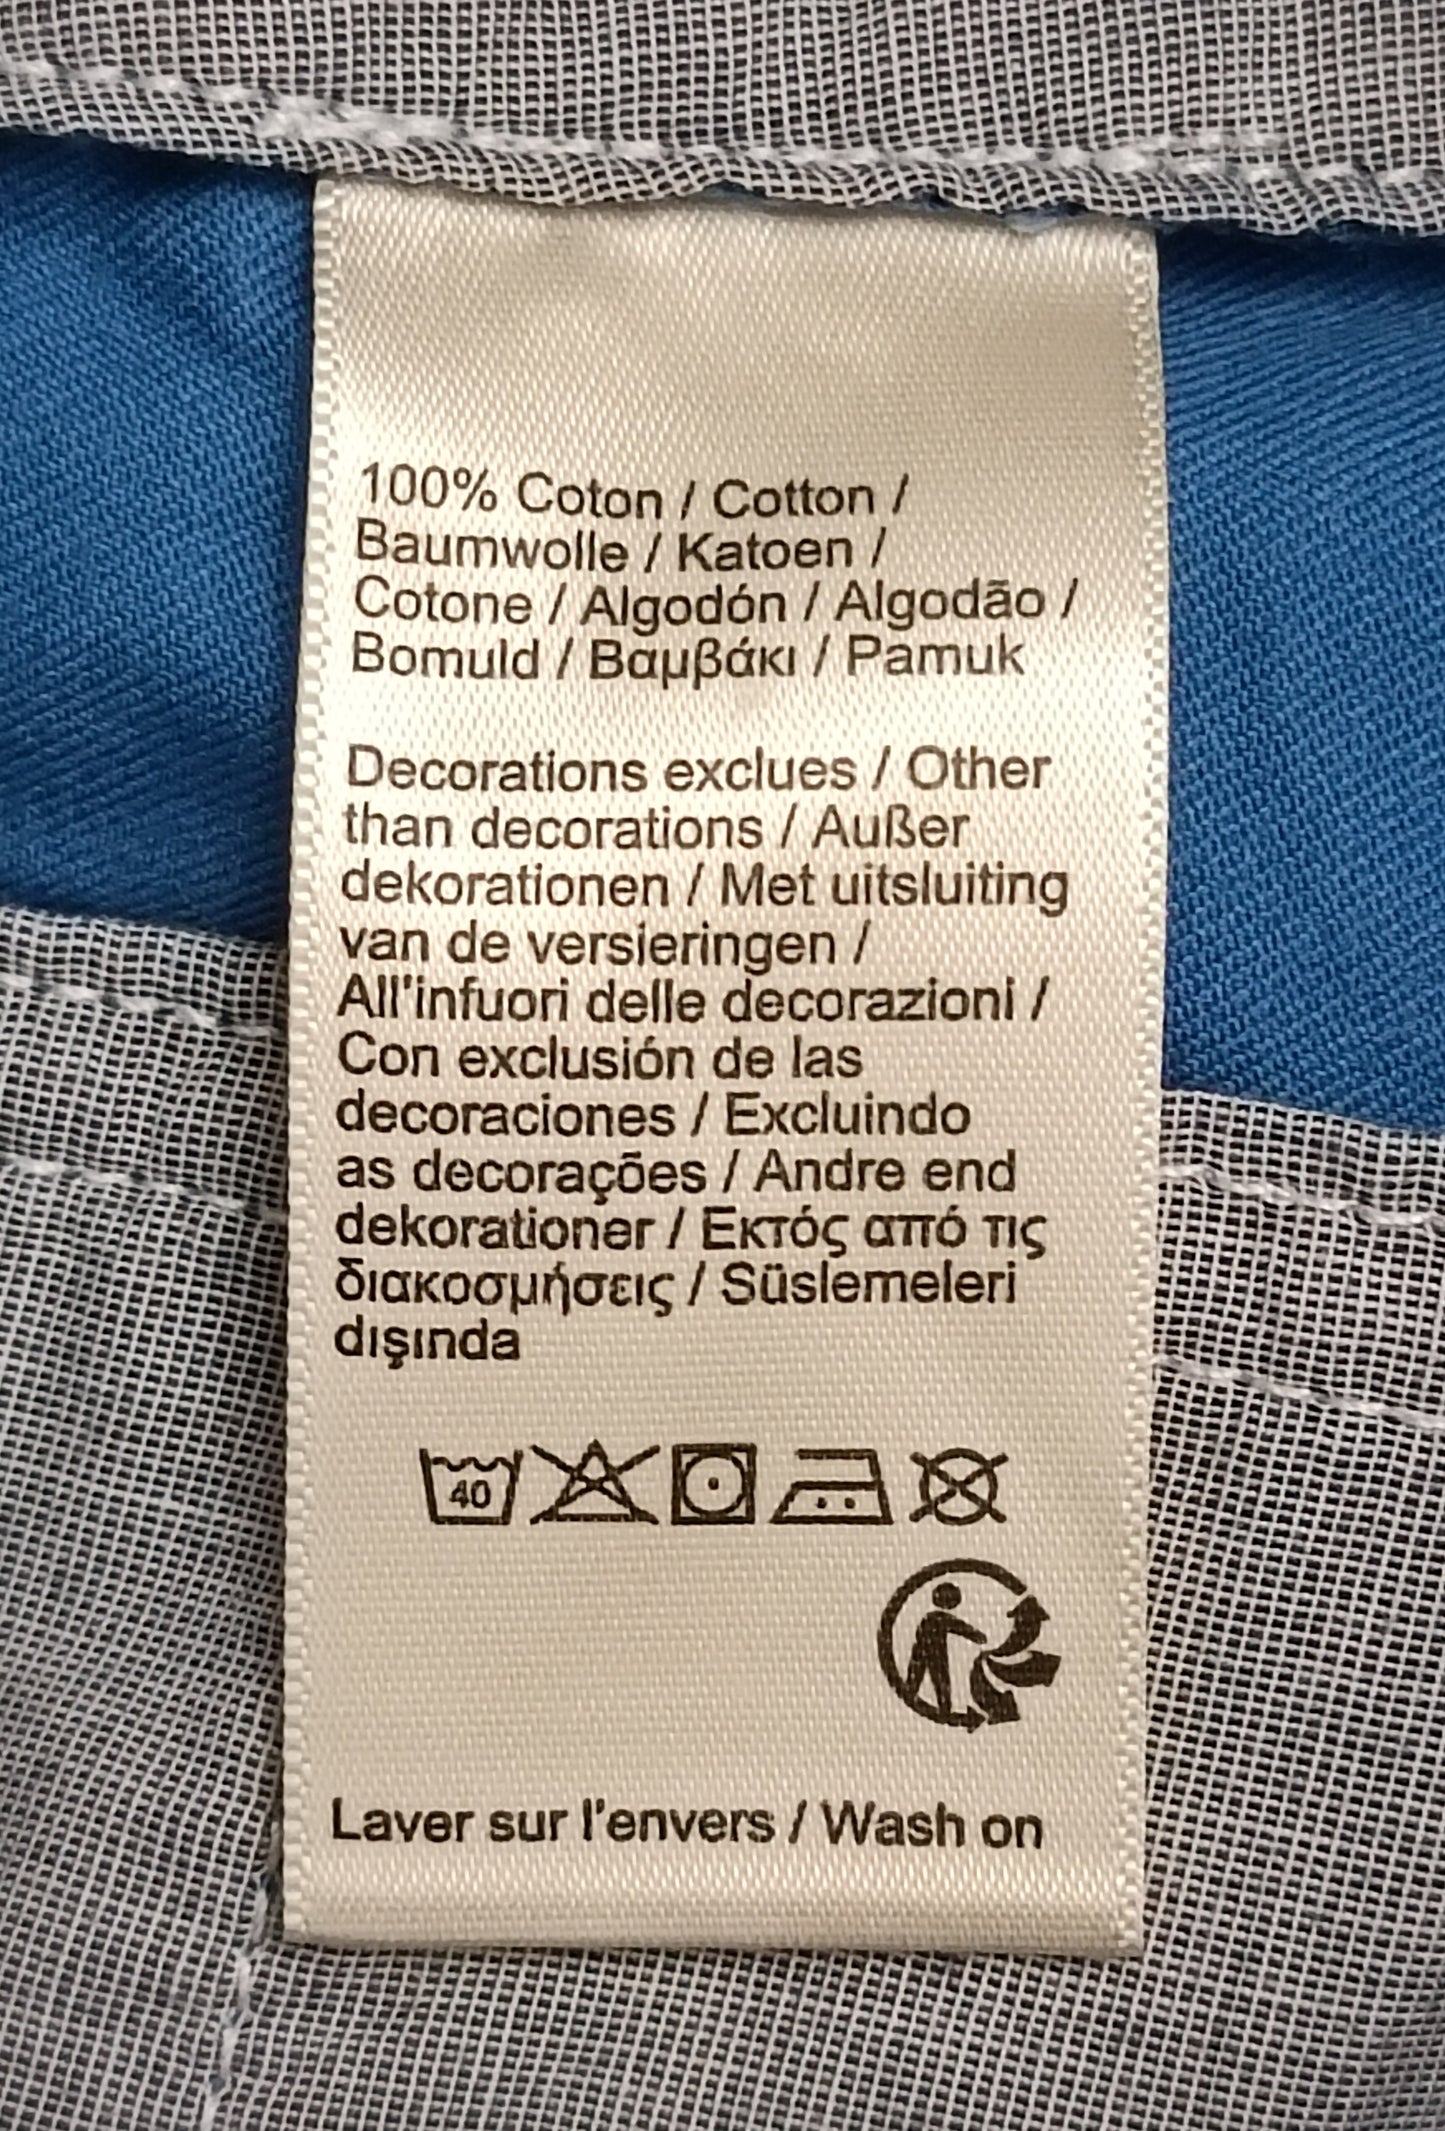 100% Coton / Cotton /
Baumwolle / Katoen /
Cotone / Algodón / Algodão /
Bomuld / Βαμβάκι / Pamuk
Decorations exclues / Other
than decorations / Außer
dekorationen / Met uitsluiting
van de versieringen /
All'infuori delle decorazioni /
Con exclusión de las
decoraciones / Excluindo
as decorações / Andre end
dekorationer / Εκτός από τις
διακοσμήσεις / Süslemeleri
dışında
40
Laver sur l'envers / Wash on